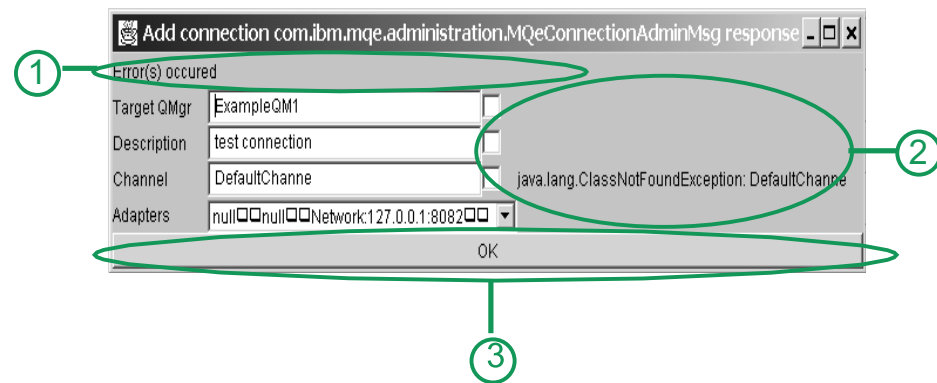 Add connection com.ibm.mqe.administration.MQeConnectionAdminMsg response
1
Error(s) occured
Target QMgr ExampleQM1
Description test connection
2
Channel DefaultChanne java.lang.ClassNotFoundException: DefaultChanne
Adapters null□□null□□Network:127.0.0.1:8082□□
OK
3